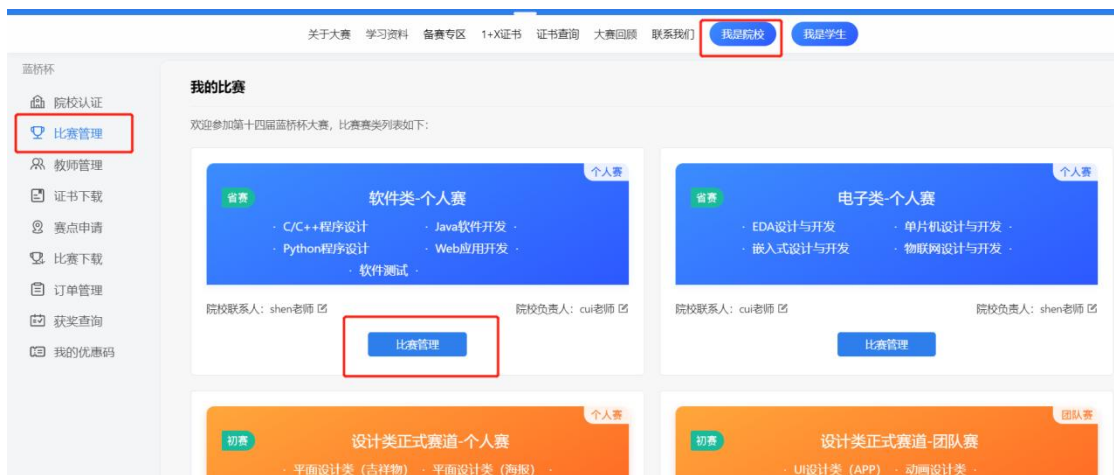 关于大赛 学习资料 备赛专区 1+X证书 证书查询 大赛回顾 联系我们 我是院校 我是学生
蓝桥杯
院校认证
比赛管理
教师管理
证书下载
赛点申请
比赛下载
订单管理
获奖查询
我的优惠码
我的比赛
欢迎参加第十四届蓝桥杯大赛，比赛赛类列表如下：
个人赛
省赛 软件类-个人赛
· C/C++程序设计 · Java软件开发 ·
· Python程序设计 · Web应用开发 ·
· 软件测试 ·
院校联系人：shen老师 院校负责人：cui老师
比赛管理
个人赛
省赛 电子类-个人赛
· EDA设计与开发 · 单片机设计与开发 ·
· 嵌入式设计与开发 · 物联网设计与开发 ·
院校联系人：cui老师 院校负责人：shen老师
比赛管理
个人赛
初赛 设计类正式赛道-个人赛
· 平面设计类（吉祥物） · 平面设计类（海报） ·
团队赛
初赛 设计类正式赛道-团队赛
· UI设计类（APP） · 动画设计类 ·